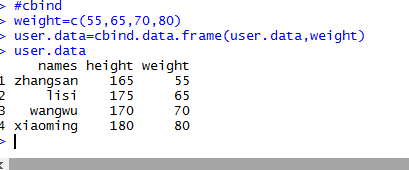 > #cbind
> weight=c(55,65,70,80)
> user.data=cbind.data.frame(user.data,weight)
> user.data
names height weight
1 zhangsan 165 55
2 lisi 175 65
3 wangwu 170 70
4 xiaoming 180 80
>